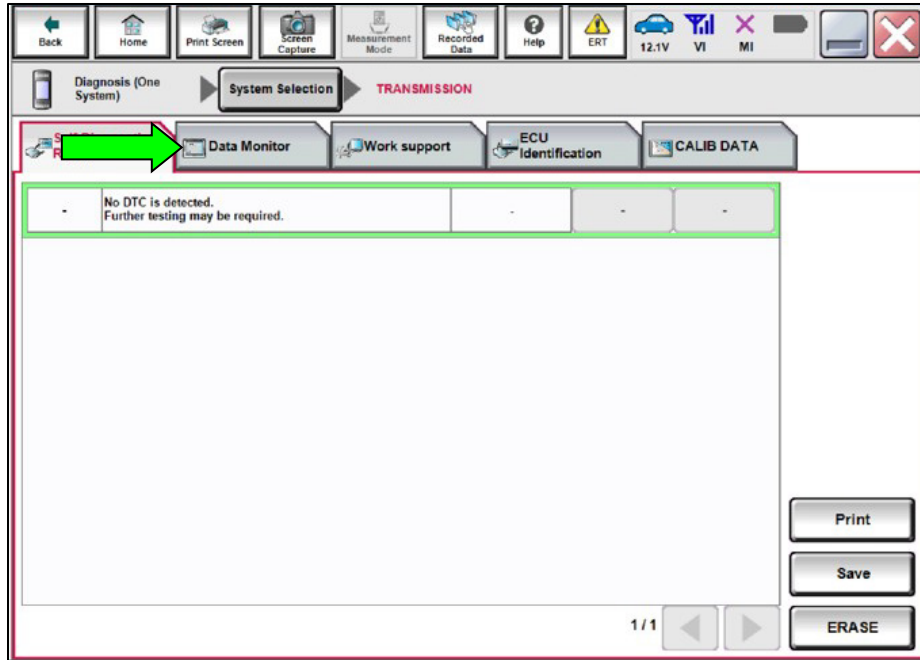 Back
Home
Print Screen
Screen
Capture
Measurement
Mode
Recorded
Data
Help
ERT
12.1V
VI
MI
Diagnosis (One
System)
System Selection
TRANSMISSION
Data Monitor
Work support
ECU
Identification
CALIB DATA
-
No DTC is detected.
Further testing may be required.
-
-
-
Print
Save
1/1
ERASE